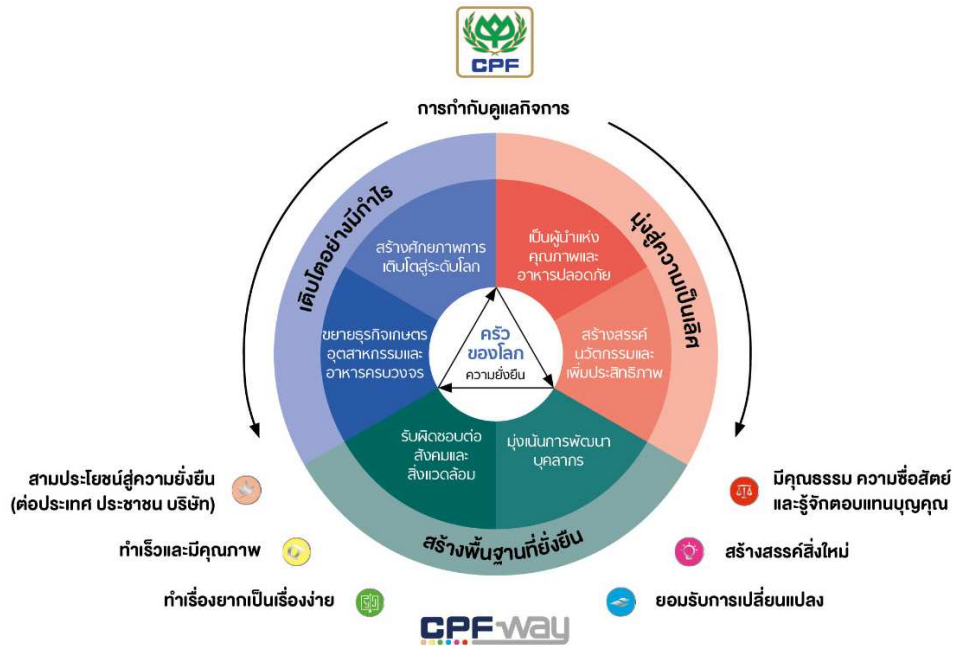 CPF
การกำกับดูแลกิจการ
เติบโตอย่างมีกำไร
มุ่งสู่ความเป็นเลิศ
สร้างศักยภาพการ
เติบโตสู่ระดับโลก
เป็นผู้นำแห่ง
คุณภาพและ
อาหารปลอดภัย
ขยายธุรกิจเกษตร
อุตสาหกรรมและ
อาหารครบวงจร
ครัว
ของโลก
ความยั่งยืน
สร้างสรรค์
นวัตกรรมและ
เพิ่มประสิทธิภาพ
รับผิดชอบต่อ
สังคมและ
สิ่งแวดล้อม
มุ่งเน้นการพัฒนา
บุคลากร
สร้างพื้นฐานที่ยั่งยืน
สามประโยชน์สู่ความยั่งยืน
(ต่อประเทศ ประชาชน บริษัท)
ทำเร็วและมีคุณภาพ
ทำเรื่องยากเป็นเรื่องง่าย
มีคุณธรรม ความซื่อสัตย์
และรู้จักตอบแทนบุญคุณ
สร้างสรรค์สิ่งใหม่
ยอมรับการเปลี่ยนแปลง
CPF way